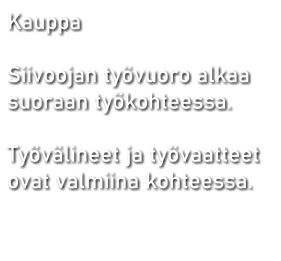 Kauppa
Siivoojan työvuoro alkaa
suoraan työkohteessa.
Työvälineet ja työvaatteet
ovat valmiina kohteessa.